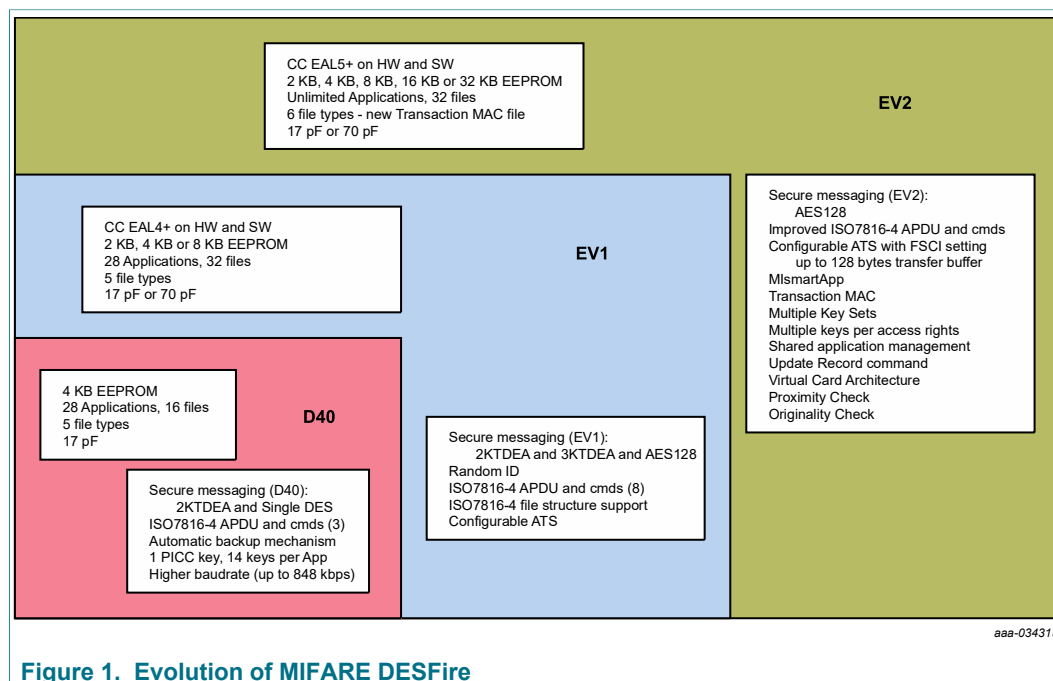 CC EAL5+ on HW and SW
2 KB, 4 KB, 8 KB, 16 KB or 32 KB EEPROM
Unlimited Applications, 32 files
6 file types - new Transaction MAC file
17 pF or 70 pF
EV2
Secure messaging (EV2):
AES128
Improved ISO7816-4 APDU and cmds
Configurable ATS with FSCI setting
up to 128 bytes transfer buffer
MIsmartApp
Transaction MAC
Multiple Key Sets
Multiple keys per access rights
Shared application management
Update Record command
Virtual Card Architecture
Proximity Check
Originality Check
CC EAL4+ on HW and SW
2 KB, 4 KB or 8 KB EEPROM
28 Applications, 32 files
5 file types
17 pF or 70 pF
EV1
Secure messaging (EV1):
2KTDEA and 3KTDEA and AES128
Random ID
ISO7816-4 APDU and cmds (8)
ISO7816-4 file structure support
Configurable ATS
4 KB EEPROM
28 Applications, 16 files
5 file types
17 pF
D40
Secure messaging (D40):
2KTDEA and Single DES
ISO7816-4 APDU and cmds (3)
Automatic backup mechanism
1 PICC key, 14 keys per App
Higher baudrate (up to 848 kbps)
Figure 1. Evolution of MIFARE DESFire